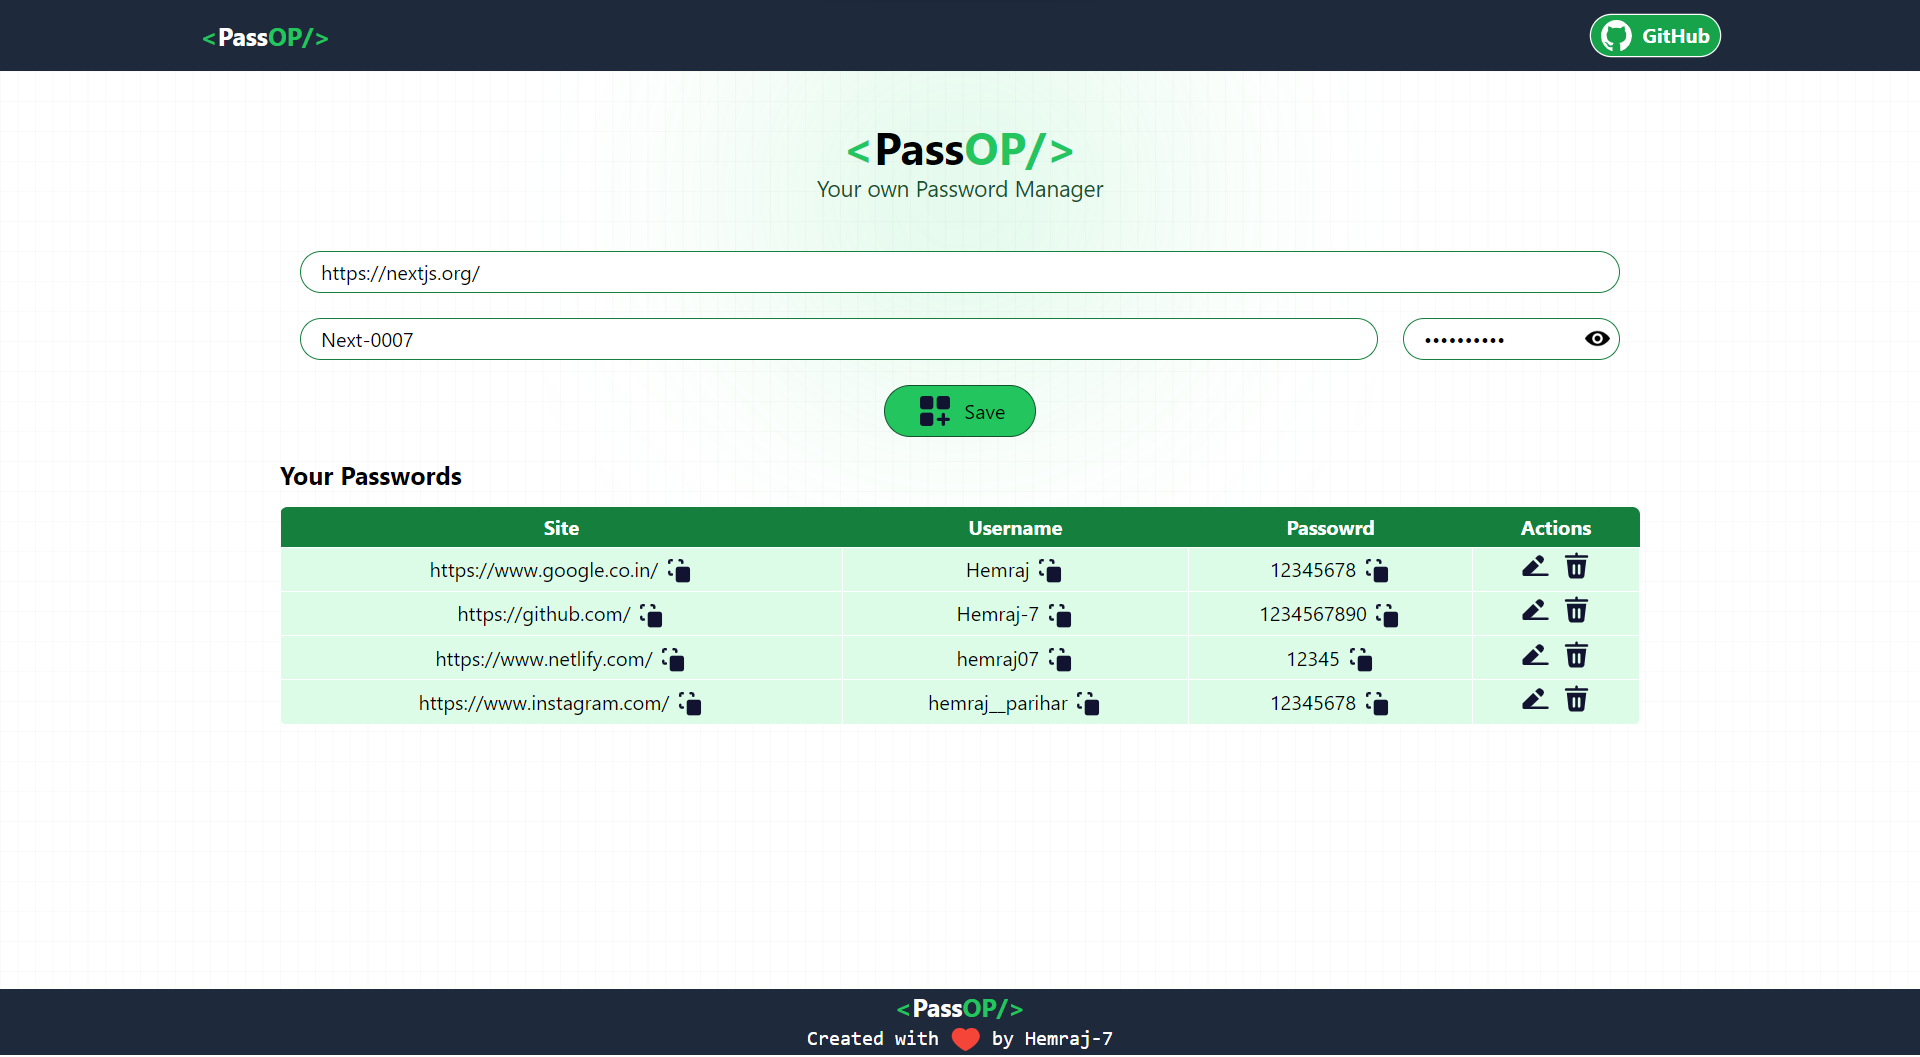 <PassOP/>
GitHub
<PassOP/>
Your own Password Manager
https://nextjs.org/
Next-0007 ••••••••••
Save
Your Passwords
Site Username Passowrd Actions
https://www.google.co.in/ Hemraj 12345678
https://github.com/ Hemraj-7 1234567890
https://www.netlify.com/ hemraj07 12345
https://www.instagram.com/ hemraj__parihar 12345678
<PassOP/>
Created with ❤️ by Hemraj-7